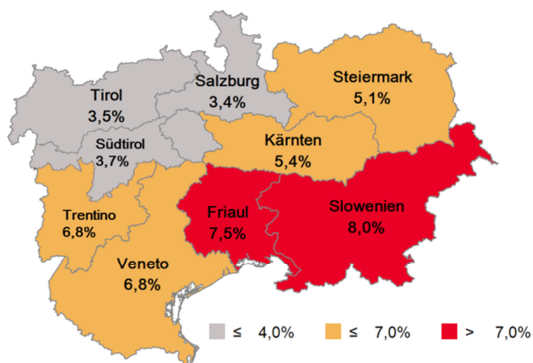 Salzburg
3,4%
Steiermark
5,1%
Tirol
3,5%
Südtirol
3,7%
Kärnten
5,4%
Trentino
6,8%
Friaul
7,5%
Slowenien
8,0%
Veneto
6,8%
≤ 4,0%
≤ 7,0%
> 7,0%